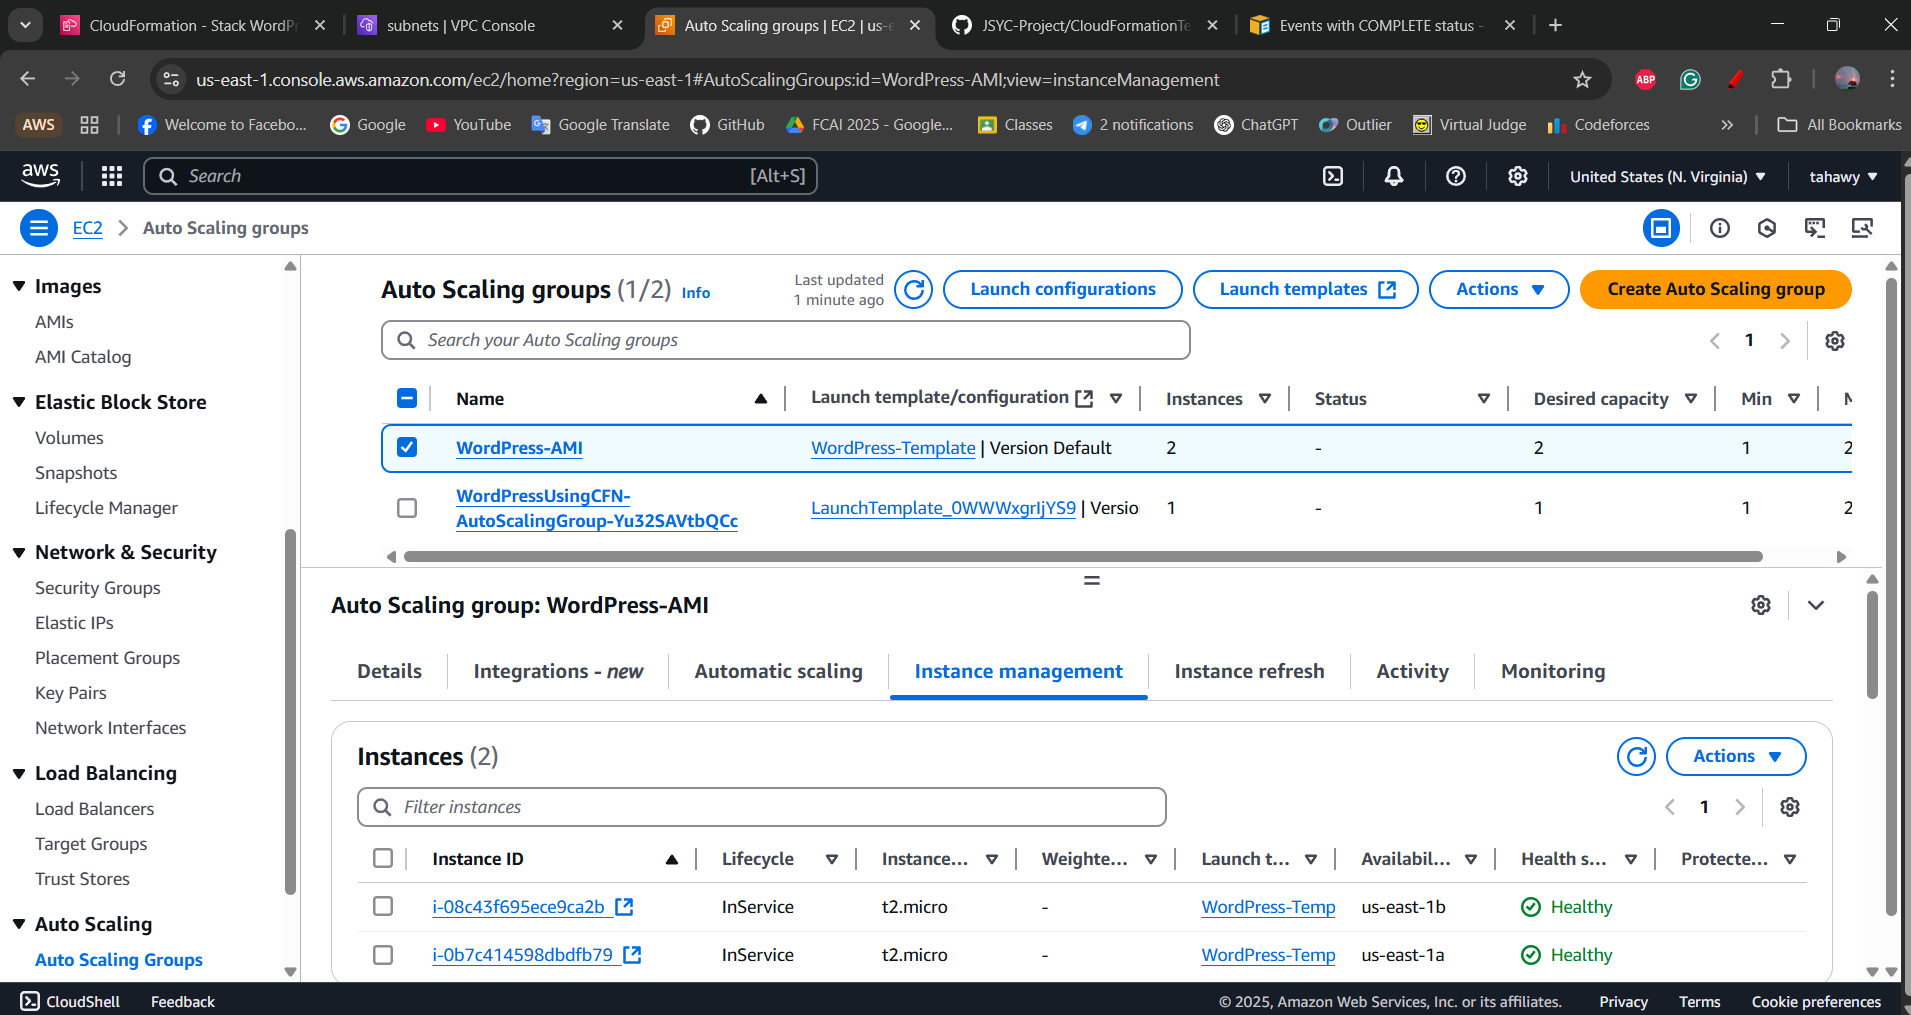 CloudFormation - Stack WordPr
subnets | VPC Console
Auto Scaling groups | EC2 | us-e
JSYC-Project/CloudFormationTe
Events with COMPLETE status -
us-east-1.console.aws.amazon.com/ec2/home?region=us-east-1#AutoScalingGroups:id=WordPress-AMI;view=instanceManagement
ABP
AWS
Welcome to Facebo...
Google
YouTube
Google Translate
GitHub
FCAI 2025 - Google...
Classes
2 notifications
ChatGPT
Outlier
Virtual Judge
Codeforces
All Bookmarks
aws
Search
[Alt+S]
United States (N. Virginia)
tahawy
EC2
Auto Scaling groups
Images
AMIs
AMI Catalog
Elastic Block Store
Volumes
Snapshots
Lifecycle Manager
Network & Security
Security Groups
Elastic IPs
Placement Groups
Key Pairs
Network Interfaces
Load Balancing
Load Balancers
Target Groups
Trust Stores
Auto Scaling
Auto Scaling Groups
Auto Scaling groups (1/2) Info
Last updated
1 minute ago
Launch configurations
Launch templates
Actions
Create Auto Scaling group
Search your Auto Scaling groups
1
Name
Launch template/configuration
Instances
Status
Desired capacity
Min
M
WordPress-AMI
WordPress-Template | Version Default
2
-
2
1
2
WordPressUsingCFN-
AutoScalingGroup-Yu32SAVtbQCc
LaunchTemplate_0WWWxgrIjYS9 | Versio
1
-
1
1
2
Auto Scaling group: WordPress-AMI
Details
Integrations - new
Automatic scaling
Instance management
Instance refresh
Activity
Monitoring
Instances (2)
Actions
Filter instances
1
Instance ID
Lifecycle
Instance...
Weighte...
Launch t...
Availabil...
Health s...
Protecte...
i-08c43f695ece9ca2b
InService
t2.micro
-
WordPress-Temp
us-east-1b
Healthy
i-0b7c414598dbdfb79
InService
t2.micro
-
WordPress-Temp
us-east-1a
Healthy
CloudShell
Feedback
© 2025, Amazon Web Services, Inc. or its affiliates.
Privacy
Terms
Cookie preferences